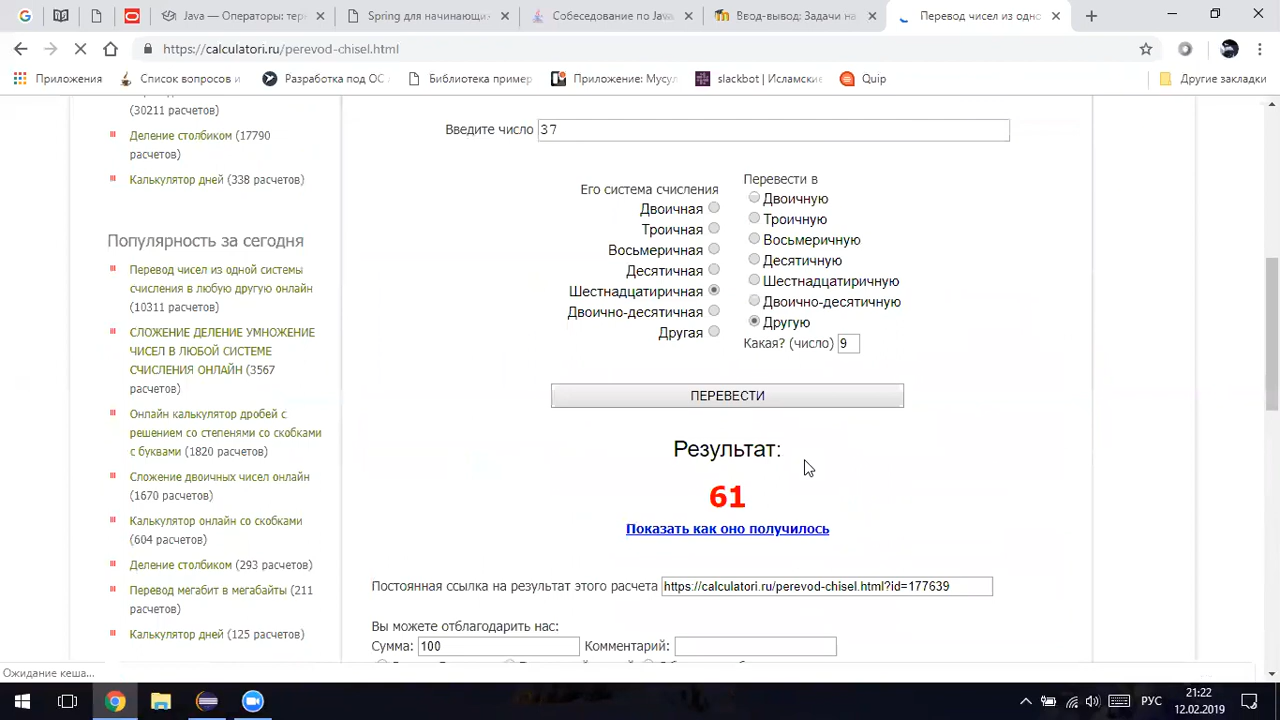 Java — Операторы: тер
Spring для начинающи
Собеседование по Java
Ввод-вывод: Задачи на
Перевод чисел из одно
https://calculatori.ru/perevod-chisel.html
Приложения
Список вопросов и
Разработка под ОС
Библиотека пример
Приложение: Мусул
slackbot | Исламские
Quip
Другие закладки
(30211 расчетов)
Деление столбиком (17790
расчетов)
Калькулятор дней (338 расчетов)
Популярность за сегодня
Перевод чисел из одной системы
счисления в любую другую онлайн
(10311 расчетов)
СЛОЖЕНИЕ ДЕЛЕНИЕ УМНОЖЕНИЕ
ЧИСЕЛ В ЛЮБОЙ СИСТЕМЕ
СЧИСЛЕНИЯ ОНЛАЙН (3567
расчетов)
Онлайн калькулятор дробей с
решением со степенями со скобками
с буквами (1820 расчетов)
Сложение двоичных чисел онлайн
(1670 расчетов)
Калькулятор онлайн со скобками
(604 расчетов)
Деление столбиком (293 расчетов)
Перевод мегабит в мегабайты (211
расчетов)
Калькулятор дней (125 расчетов)
Введите число 37
Его система счисления
Двоичная
Троичная
Восьмеричная
Десятичная
Шестнадцатиричная
Двоично-десятичная
Другая
Перевести в
Двоичную
Троичную
Восьмеричную
Десятичную
Шестнадцатиричную
Двоично-десятичную
Другую
Какая? (число) 9
ПЕРЕВЕСТИ
Результат:
61
Показать как оно получилось
Постоянная ссылка на результат этого расчета https://calculatori.ru/perevod-chisel.html?id=177639
Вы можете отблагодарить нас:
Сумма: 100 Комментарий:
Ожидание кеша...
РУС
21:22
12.02.2019